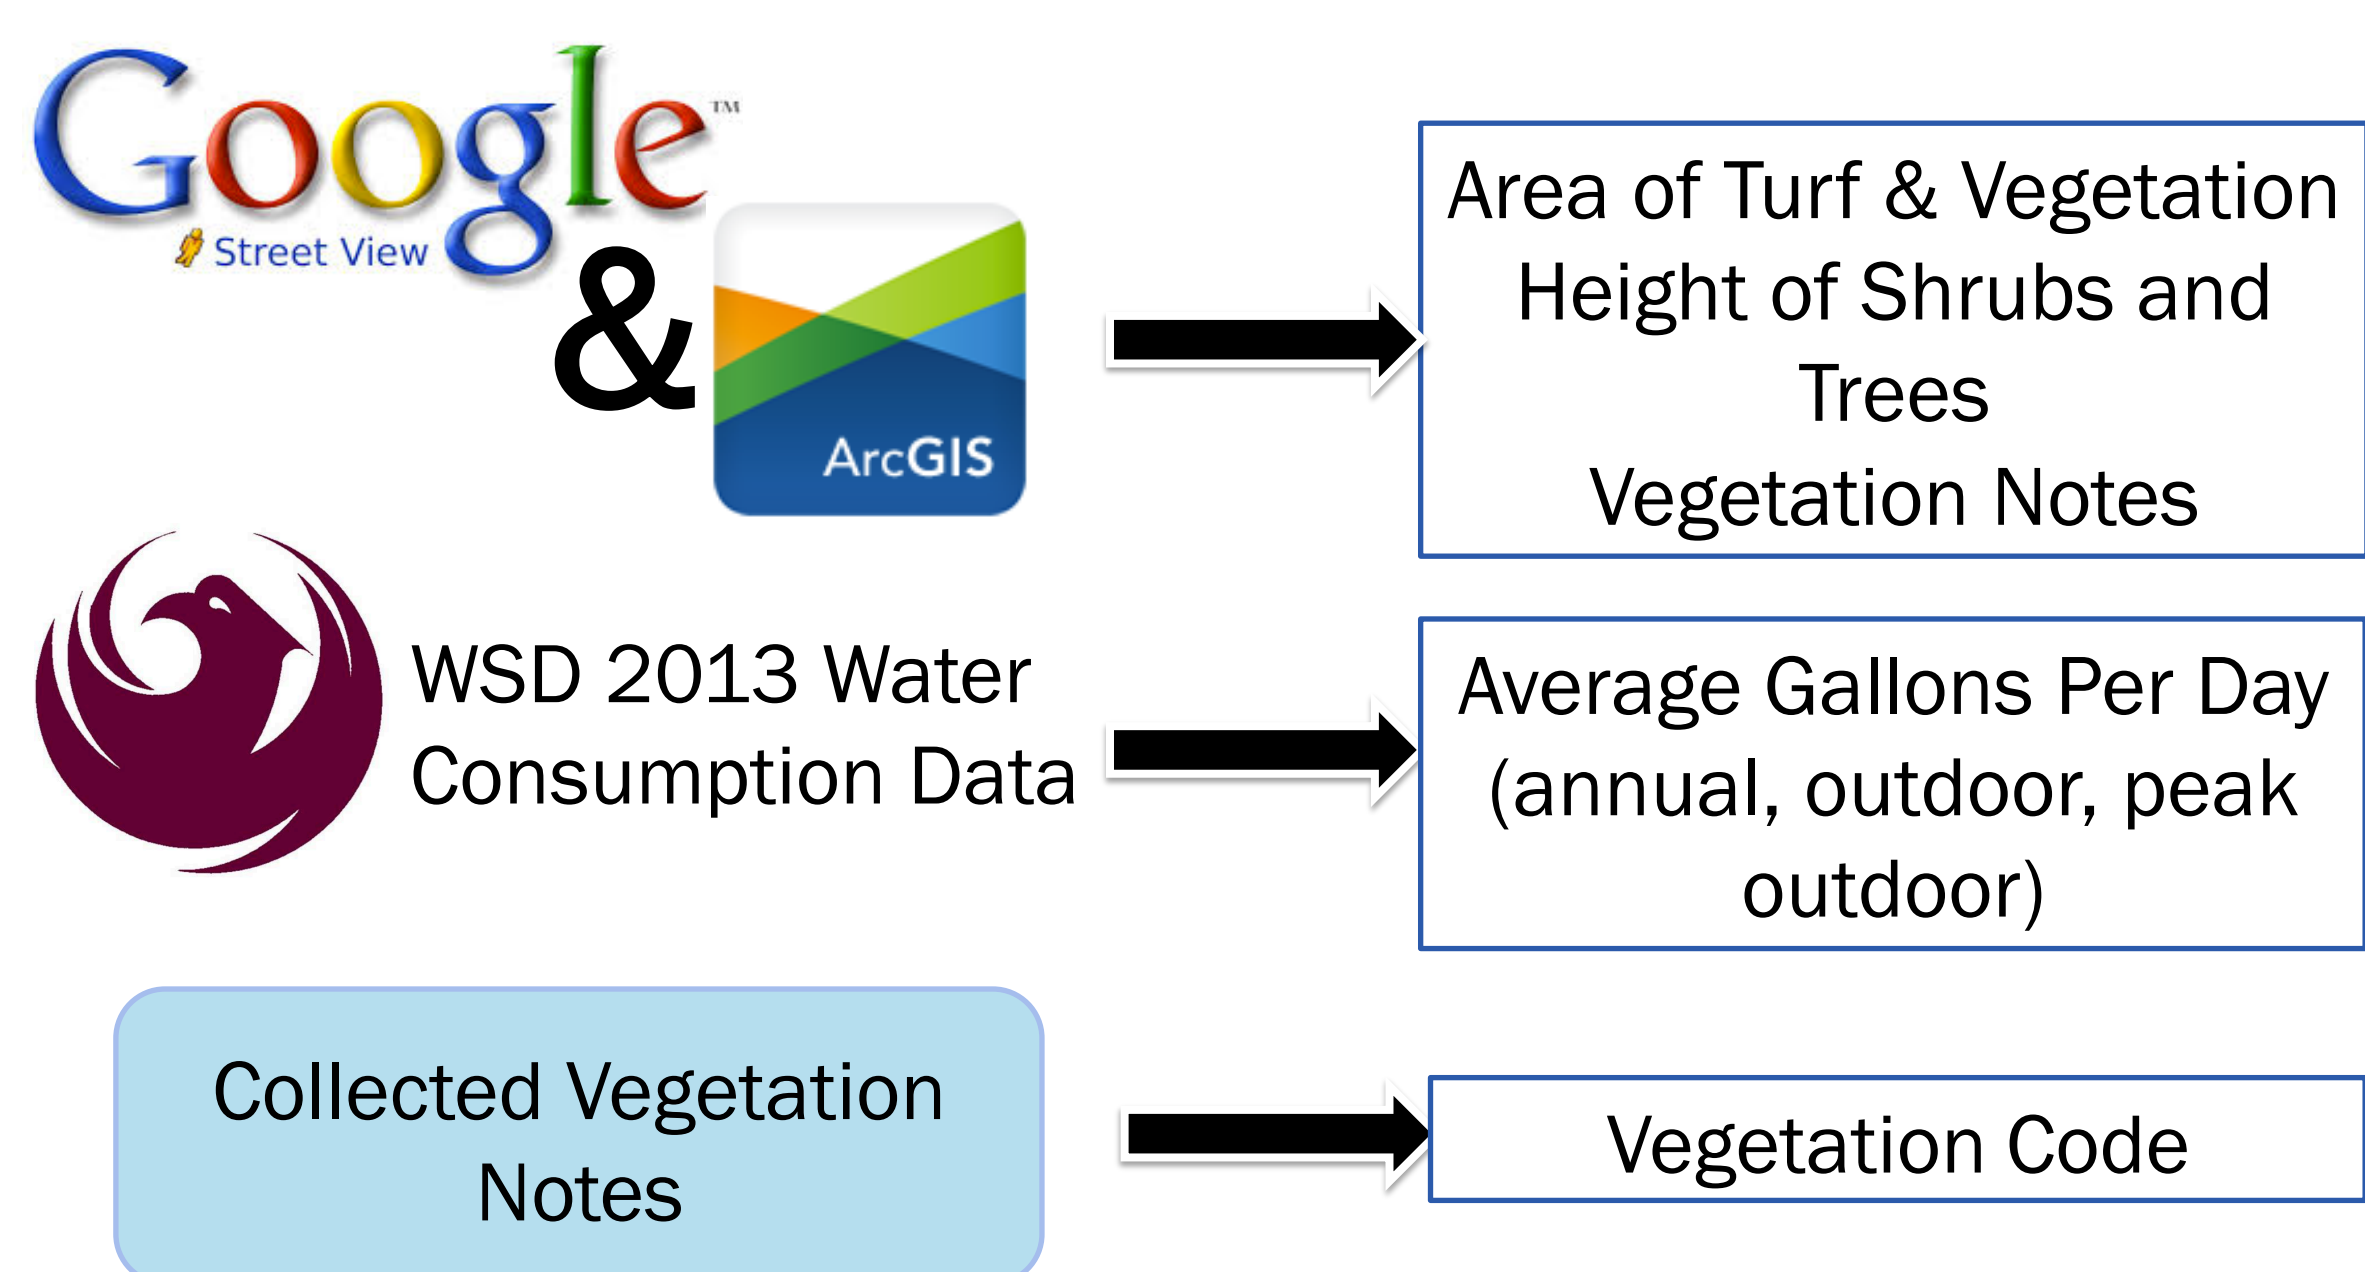 Google™
Street View
&
ArcGIS
Area of Turf & Vegetation
Height of Shrubs and
Trees
Vegetation Notes
WSD 2013 Water
Consumption Data
Average Gallons Per Day
(annual, outdoor, peak
outdoor)
Collected Vegetation
Notes
Vegetation Code